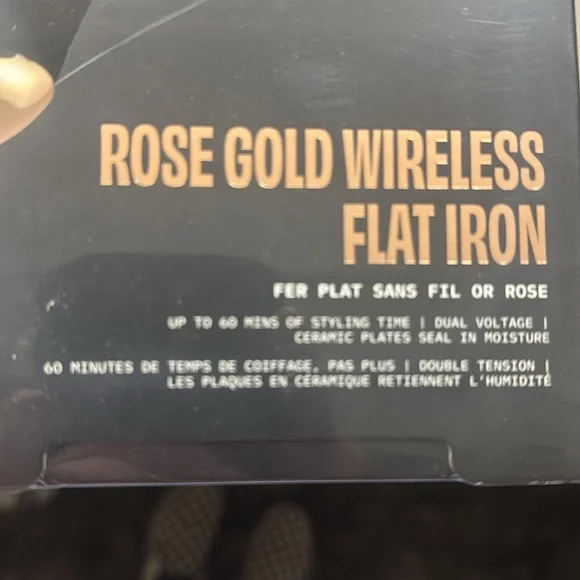 ROSE GOLD WIRELESS
FLAT IRON
FER PLAT SANS FIL OR ROSE
UP TO 60 MINS OF STYLING TIME | DUAL VOLTAGE |
CERAMIC PLATES SEAL IN MOISTURE
60 MINUTES DE TEMPS DE COIFFAGE, PAS PLUS | DOUBLE TENSION |
LES PLAQUES EN CÉRAMIQUE RETIENNENT L'HUMIDITÉ